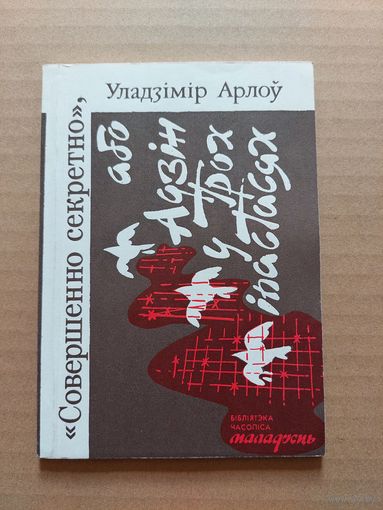 Уладзімір Арлоў
«Совершенно секретно»,
або
Адзін
у трох
іпастасях
БІБЛІЯТЭКА
ЧАСОПІСА
маладосць